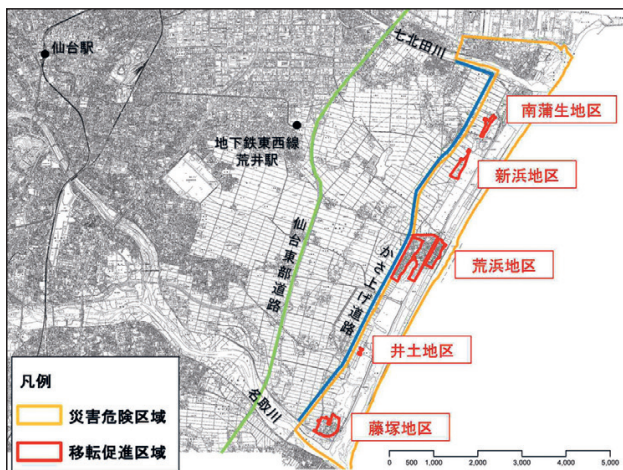 仙台駅
七北田川
地下鉄東西線
荒井駅
南蒲生地区
新浜地区
仙台東部道路
かさ上げ道路
荒浜地区
井土地区
名取川
藤塚地区
凡例
災害危険区域
移転促進区域
0 1,000 2,000 3,000 4,000 5,000